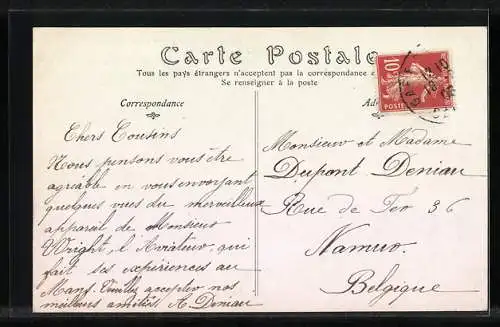 Carte Postale
Tous les pays étrangers n'acceptent pas la correspondance
Se renseigner à la poste
Correspondance
Chers Cousins
Nous pensons vous être
agréable en vous envoyant
quelques vues du merveilleux
appareil de Monsieur
Wright, l'Aviateur, qui
fait ses expériences au
Mans. Veuillez accepter nos
meilleurs amitiés A. Deniau
10
POSTE
Monsieur et Madame
Dupont Deniau
Rue de Fer 36
Namur.
Belgique